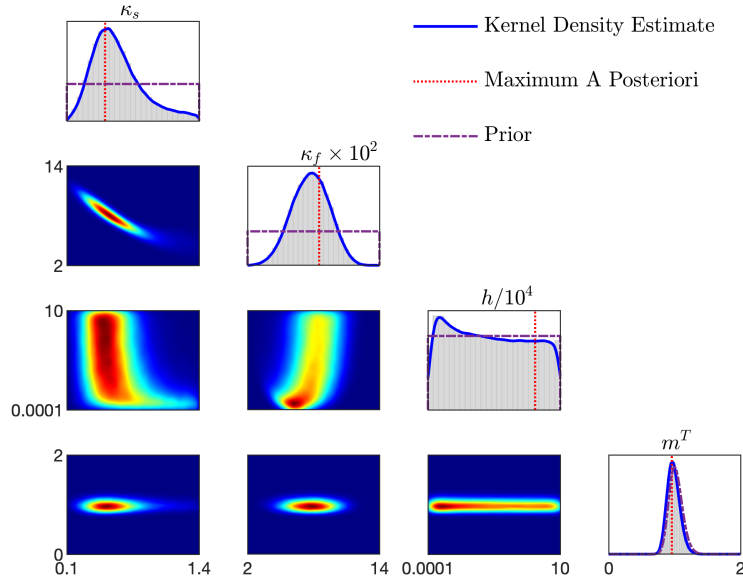 κ_s
Kernel Density Estimate
Maximum A Posteriori
Prior
14
2
κ_f × 10^2
10
0.0001
h/10^4
2
0
0.1
1.4
2
14
0.0001
10
m^T
0
2